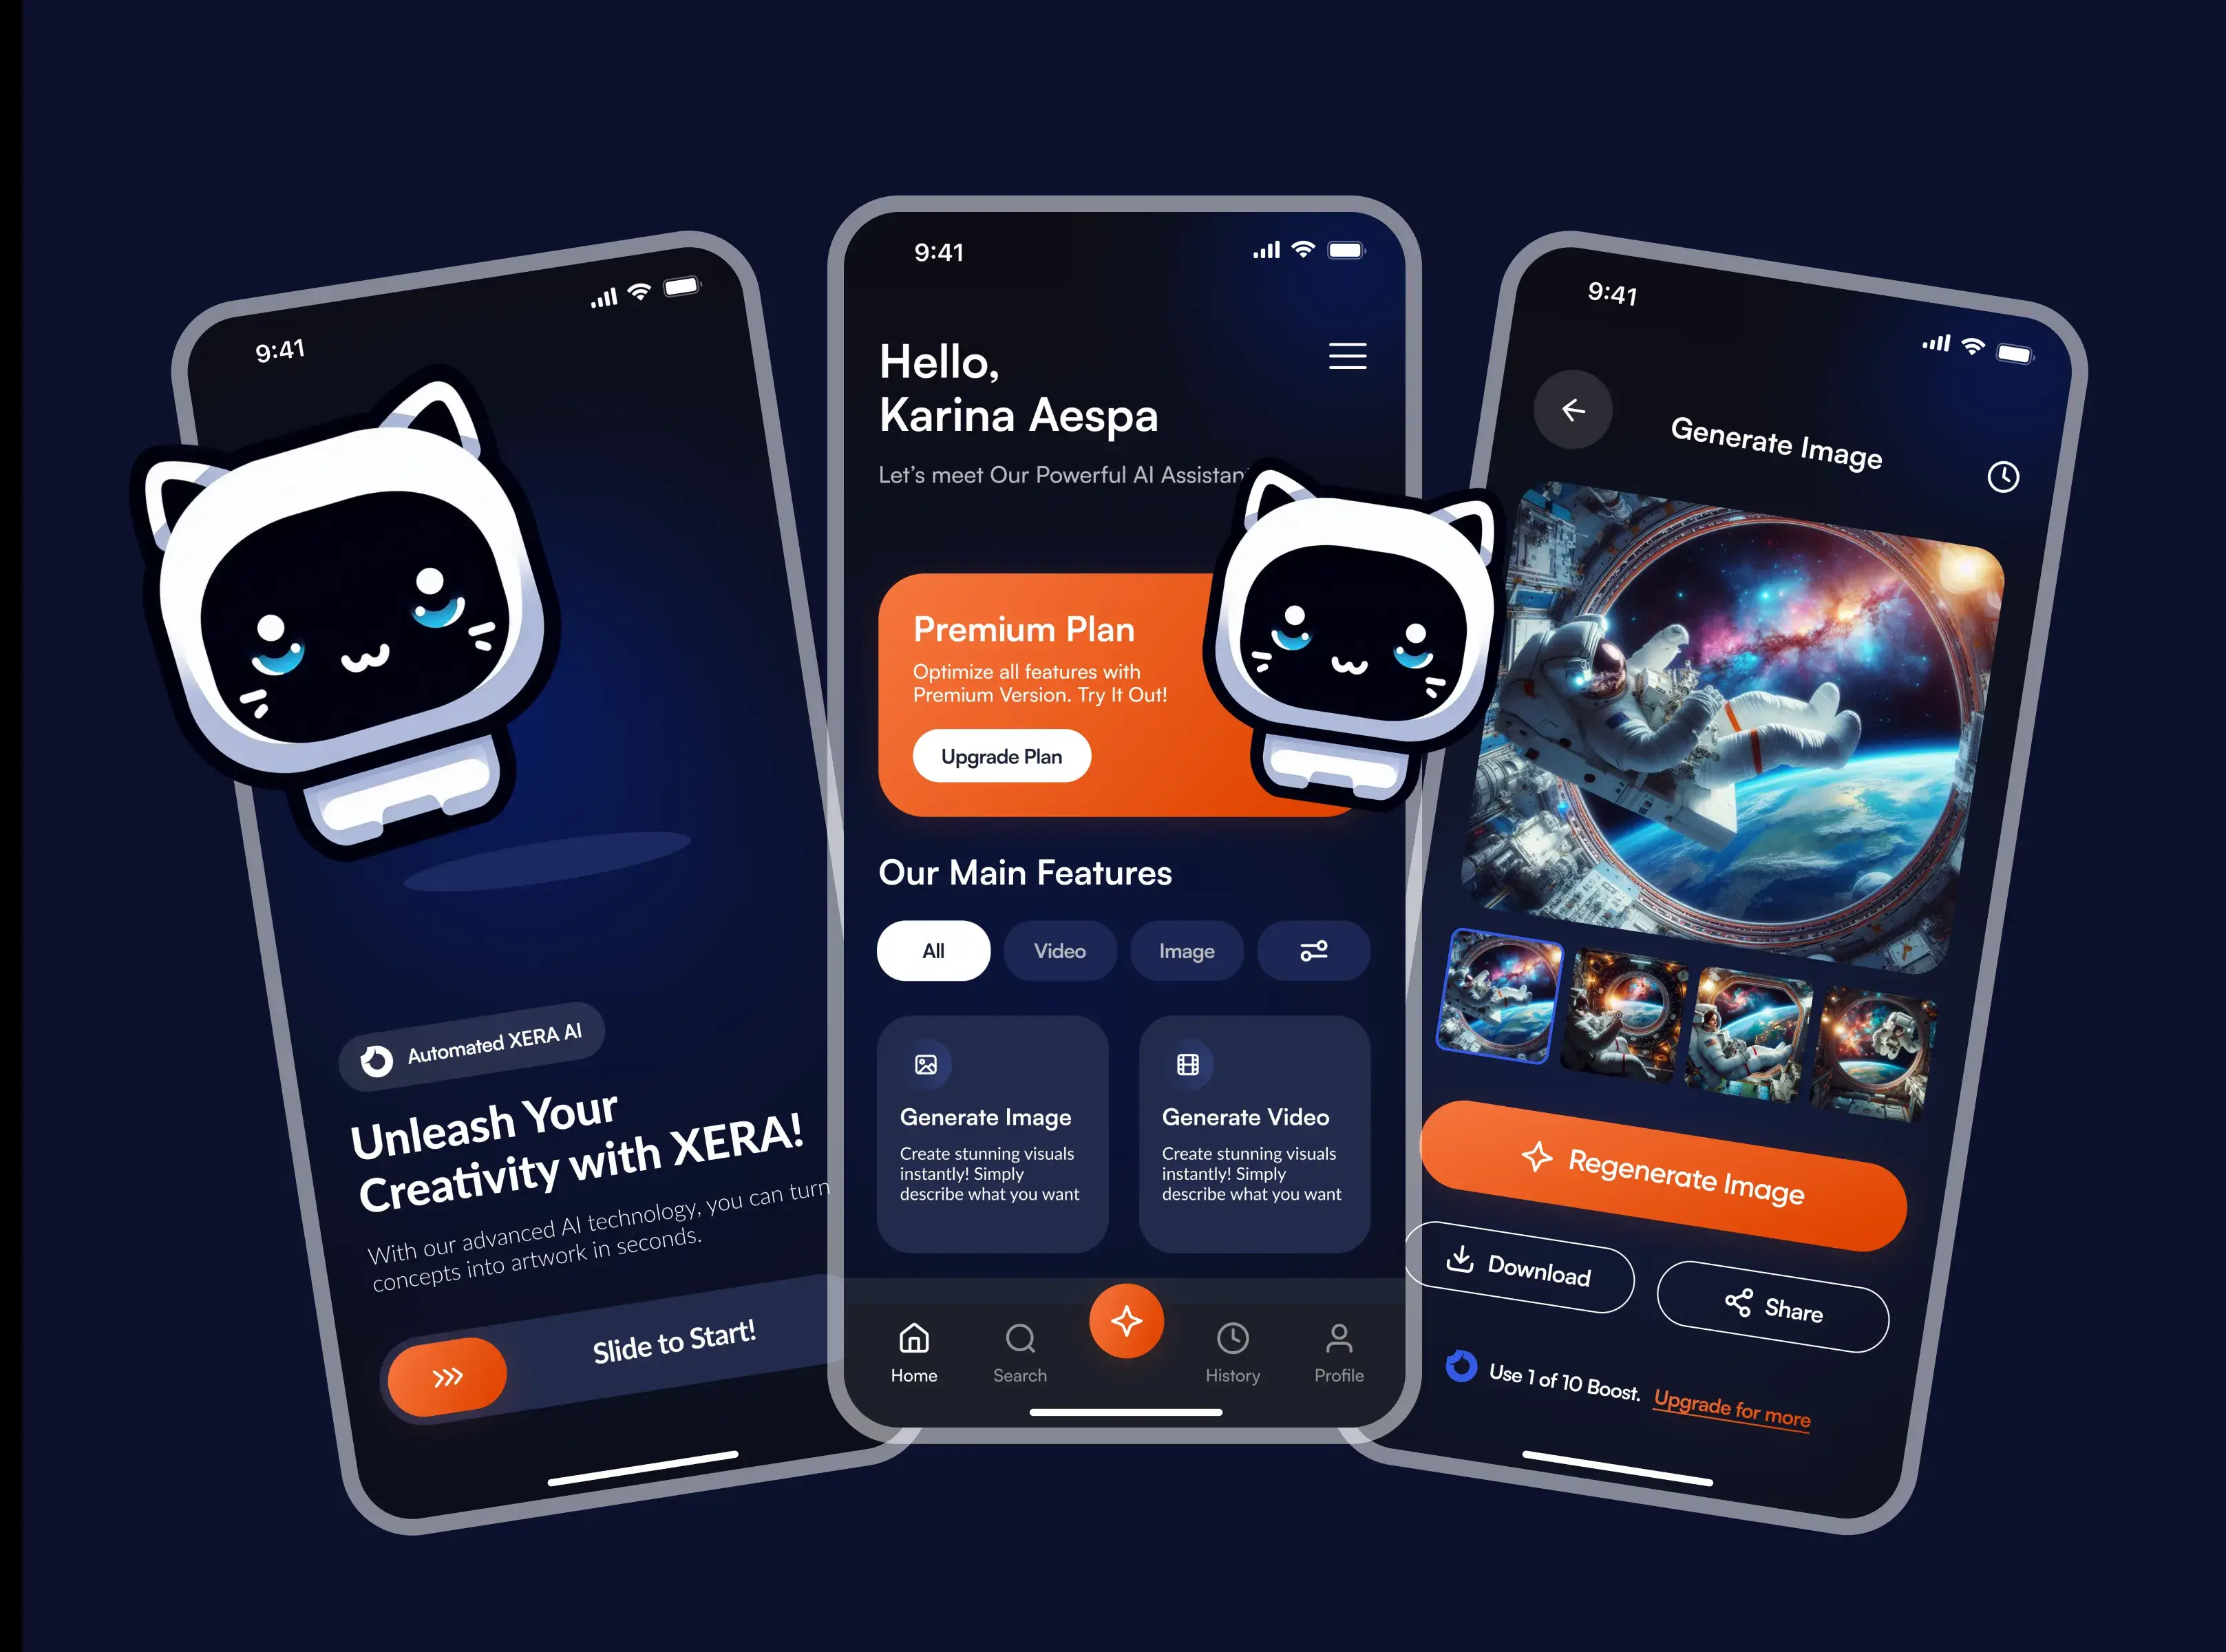 9:41
Automated XERA AI
Unleash Your
Creativity with XERA!
With our advanced AI technology, you can turn
concepts into artwork in seconds.
Slide to Start!
9:41
Hello,
Karina Aespa
Let's meet Our Powerful AI Assistant
Premium Plan
Optimize all features with
Premium Version. Try It Out!
Upgrade Plan
Our Main Features
All
Video
Image
Generate Image
Create stunning visuals
instantly! Simply
describe what you want
Generate Video
Create stunning visuals
instantly! Simply
describe what you want
Home
Search
History
Profile
9:41
Generate Image
Regenerate Image
Download
Share
Use 1 of 10 Boost. Upgrade for more